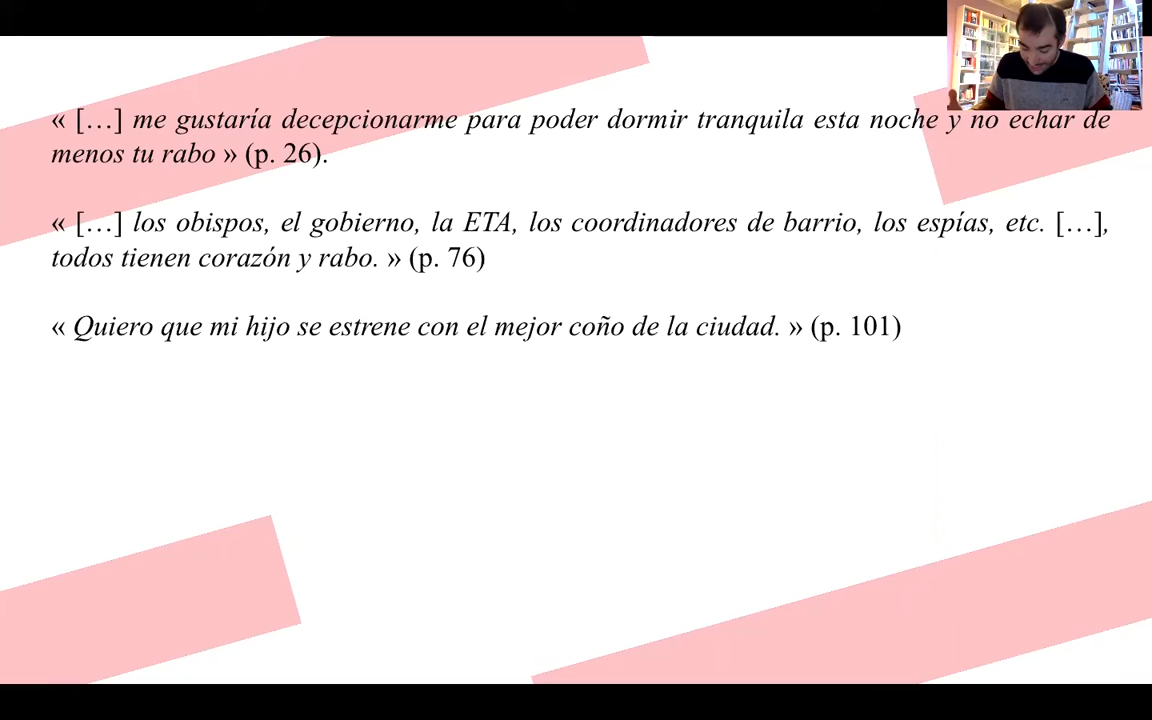 « […] me gustaría decepcionarme para poder dormir tranquila esta noche y no echar de
menos tu rabo » (p. 26).
« […] los obispos, el gobierno, la ETA, los coordinadores de barrio, los espías, etc. […],
todos tienen corazón y rabo. » (p. 76)
« Quiero que mi hijo se estrene con el mejor coño de la ciudad. » (p. 101)